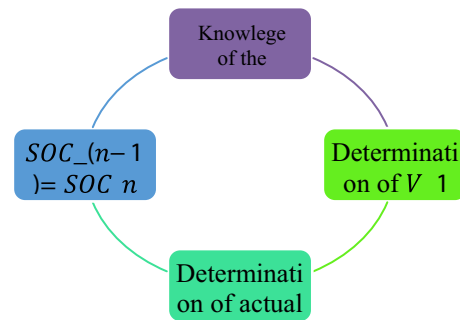 Knowlege
of the
Determinati
on of 𝑉 1
Determinati
on of actual
𝑆𝑂𝐶_(𝑛−1
)= 𝑆𝑂𝐶 𝑛